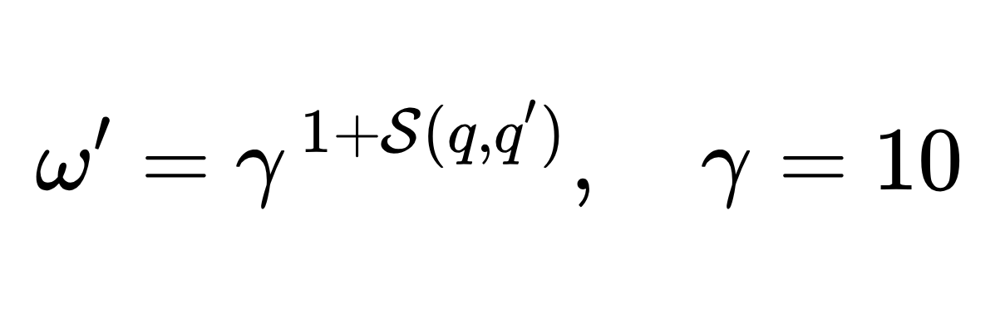 ω′ = γ^{1+𝒮(q,q′)}, γ = 10